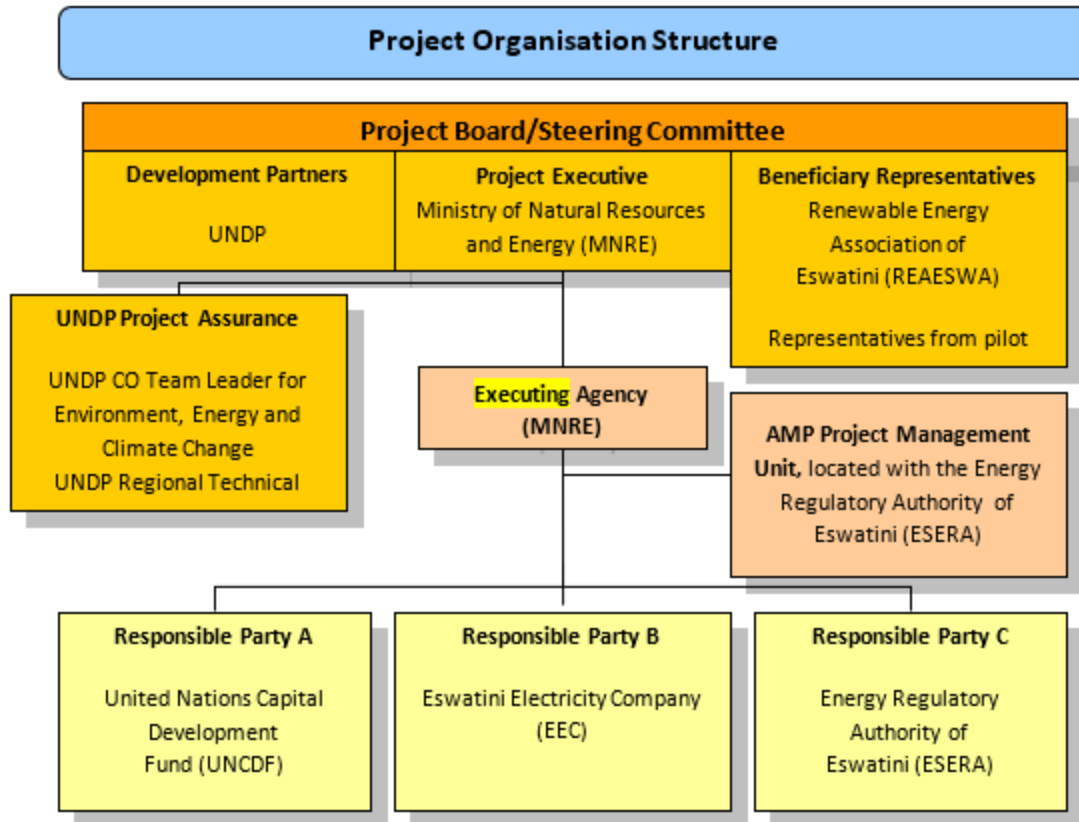 Project Organisation Structure
Project Board/Steering Committee
Development Partners
UNDP
Project Executive
Ministry of Natural Resources
and Energy (MNRE)
Beneficiary Representatives
Renewable Energy
Association of
Eswatini (REAESWA)
Representatives from pilot
UNDP Project Assurance
UNDP CO Team Leader for
Environment, Energy and
Climate Change
UNDP Regional Technical
Executing Agency
(MNRE)
AMP Project Management
Unit, located with the Energy
Regulatory Authority of
Eswatini (ESERA)
Responsible Party A
United Nations Capital
Development
Fund (UNCDF)
Responsible Party B
Eswatini Electricity Company
(EEC)
Responsible Party C
Energy Regulatory
Authority of
Eswatini (ESERA)